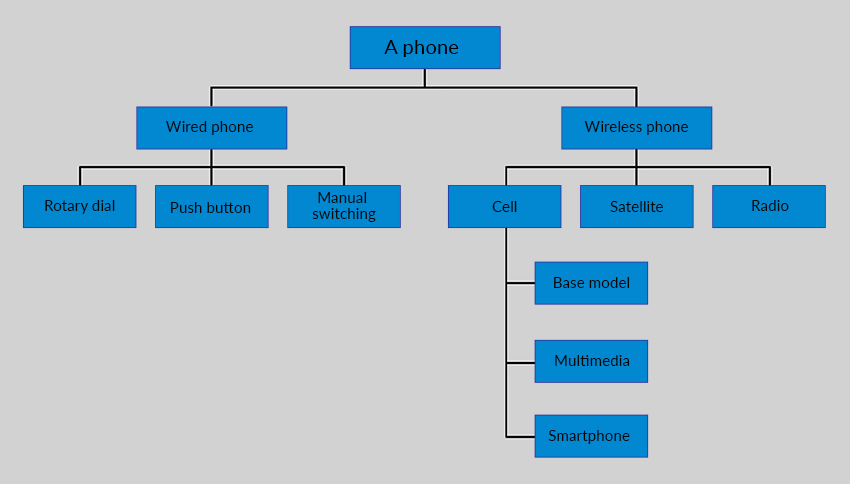 A phone
Wired phone
Wireless phone
Rotary dial
Push button
Manual
switching
Cell
Satellite
Radio
Base model
Multimedia
Smartphone